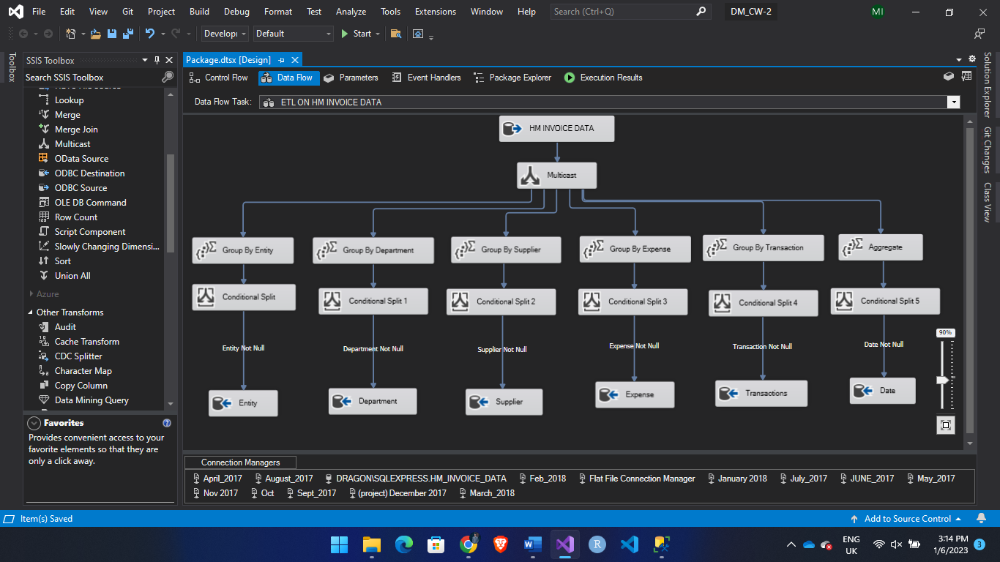 File Edit View Git Project Build Debug Format Test Analyze Tools Extensions Window Help Search (Ctrl+Q) DM_CW-2 MI
Developi Default Start
Toolbox
SSIS Toolbox
Search SSIS Toolbox
Lookup
Merge
Merge Join
Multicast
OData Source
ODBC Destination
ODBC Source
OLE DB Command
Row Count
Script Component
Slowly Changing Dimensi...
Sort
Union All
Azure
Other Transforms
Audit
Cache Transform
CDC Splitter
Character Map
Copy Column
Data Mining Query
Favorites
Provides convenient access to your
favorite elements so that they are
only a click away.
Package.dtsx [Design]
Control Flow Data Flow Parameters Event Handlers Package Explorer Execution Results
Data Flow Task: ETL ON HM INVOICE DATA
HM INVOICE DATA
Multicast
Group By Entity Group By Department Group By Supplier Group By Expense Group By Transaction Aggregate
Conditional Split Conditional Split 1 Conditional Split 2 Conditional Split 3 Conditional Split 4 Conditional Split 5
Entity Not Null Department Not Null Supplier Not Null Expense Not Null Transaction Not Null Date Not Null
Entity Department Supplier Expense Transactions Date
90%
Connection Managers
April_2017 August_2017 DRAGON\SQLEXPRESS.HM_INVOICE_DATA Feb_2018 Flat File Connection Manager January 2018 July_2017 JUNE_2017 May_2017
Nov 2017 Oct Sept_2017 (project) December 2017 March_2018
Solution Explorer
Git Changes
Class View
Item(s) Saved Add to Source Control
ENG
UK
3:14 PM
1/6/2023
3